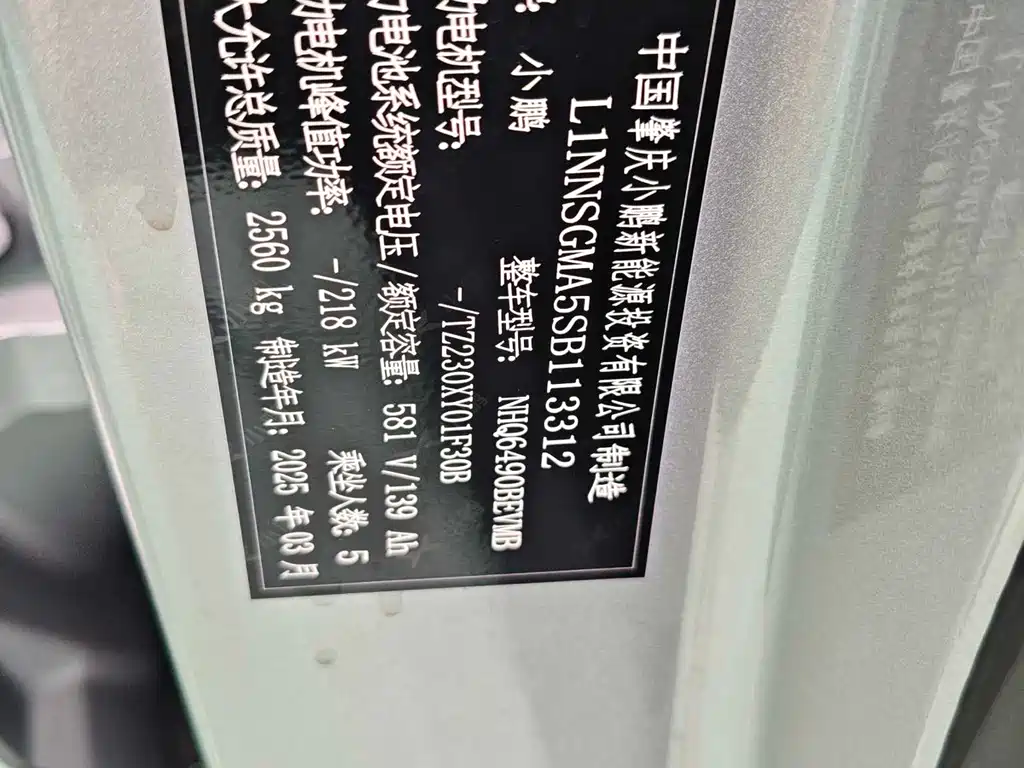 中国肇庆小鹏新能源投资有限公司制造
L1NNSGMA5SB113312
小鹏 整车型号: NHQ6490BEVMB
动电机型号: -/TZ230XY01F30B
力电池系统额定电压/额定容量: 581 V/139 Ah
动电机峰值功率: -/218 kW 乘坐人数: 5
大允许总质量: 2560 kg 制造年月: 2025 年 03 月